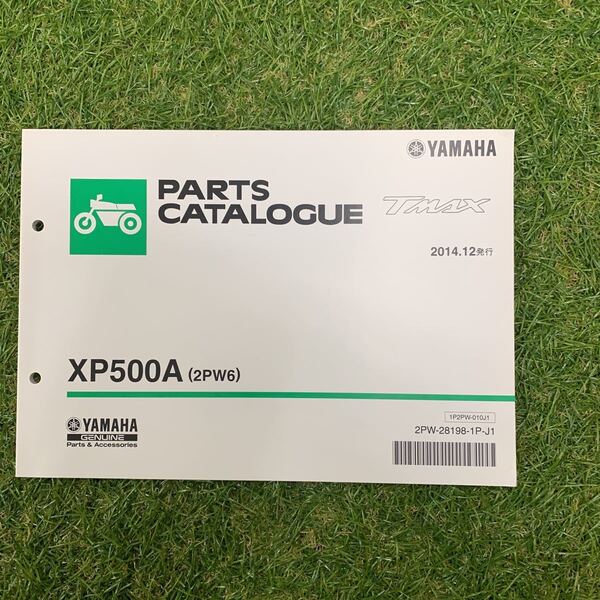 YAMAHA
PARTS
CATALOGUE
TMAX
2014.12発行
XP500A (2PW6)
1P2PW-010J1
2PW-28198-1P-J1
YAMAHA
GENUINE
Parts & Accessories